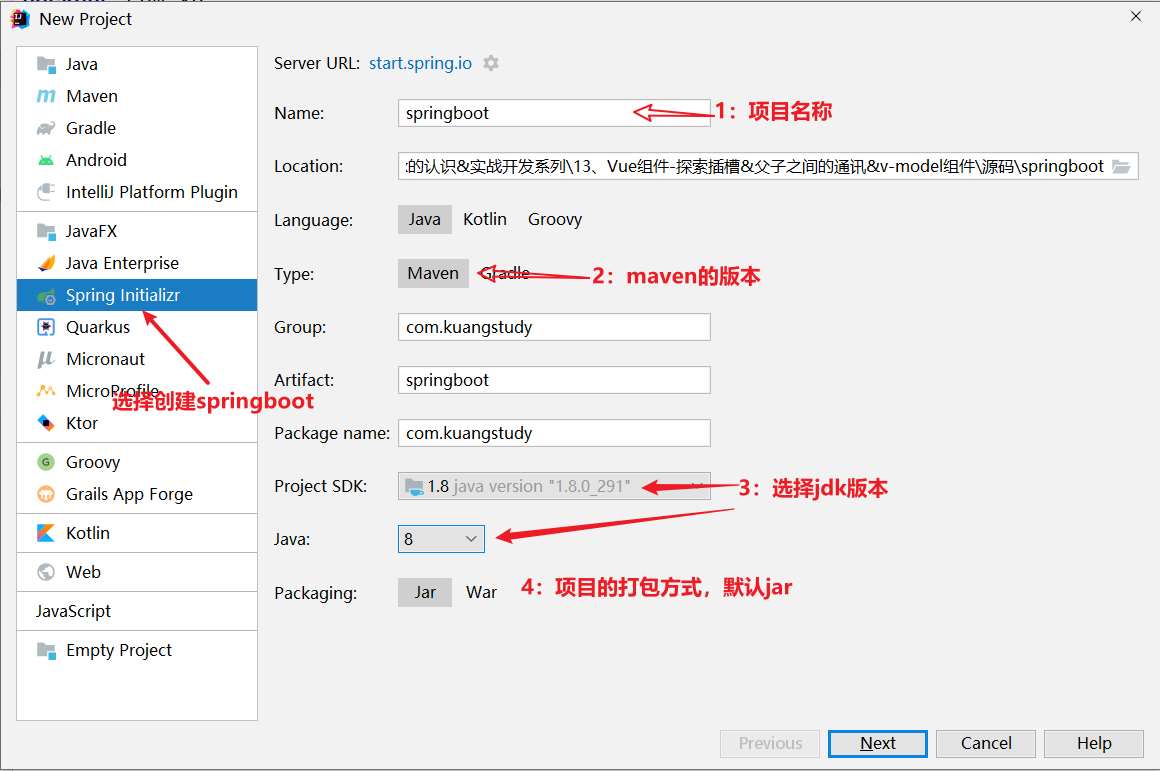 New Project
Java
Maven
Gradle
Android
IntelliJ Platform Plugin
JavaFX
Java Enterprise
Spring Initializr
Quarkus
Micronaut
MicroProfile
选择创建springboot
Ktor
Groovy
Grails App Forge
Kotlin
Web
JavaScript
Empty Project
Server URL: start.spring.io
Name: springboot 1：项目名称
Location: 的认识&实战开发系列\13、Vue组件-探索插槽&父子之间的通讯&v-model组件\源码\springboot
Language: Java Kotlin Groovy
Type: Maven Gradle 2：maven的版本
Group: com.kuangstudy
Artifact: springboot
Package name: com.kuangstudy
Project SDK: 1.8 java version "1.8.0_291" 3：选择jdk版本
Java: 8
Packaging: Jar War 4：项目的打包方式，默认jar
Previous Next Cancel Help